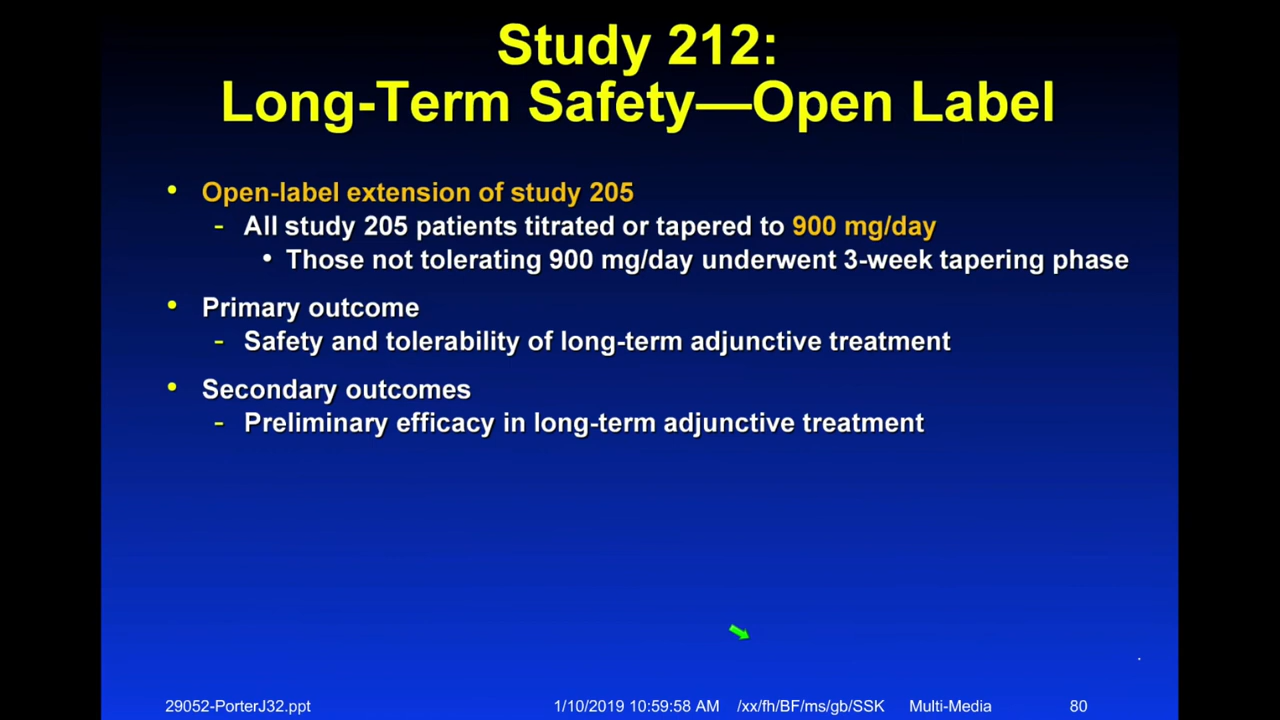 Study 212:
Long-Term Safety—Open Label
• Open-label extension of study 205
- All study 205 patients titrated or tapered to 900 mg/day
• Those not tolerating 900 mg/day underwent 3-week tapering phase
• Primary outcome
- Safety and tolerability of long-term adjunctive treatment
• Secondary outcomes
- Preliminary efficacy in long-term adjunctive treatment
29052-PorterJ32.ppt 1/10/2019 10:59:58 AM /xx/fh/BF/ms/gb/SSK Multi-Media 80